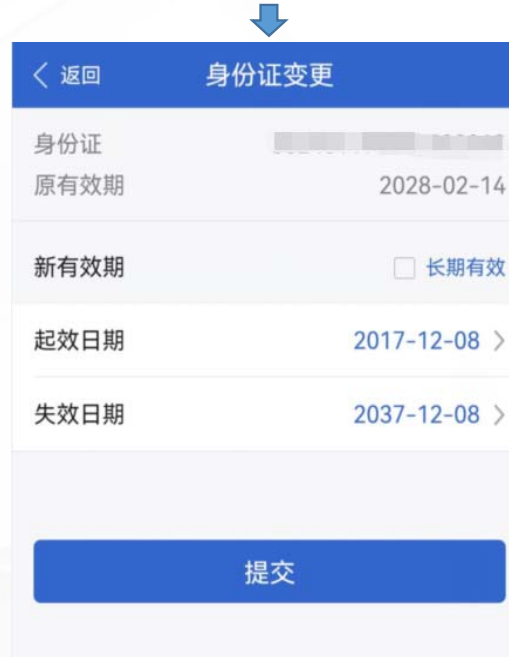 返回 身份证变更
身份证
原有效期 2028-02-14
新有效期 长期有效
起效日期 2017-12-08
失效日期 2037-12-08
提交